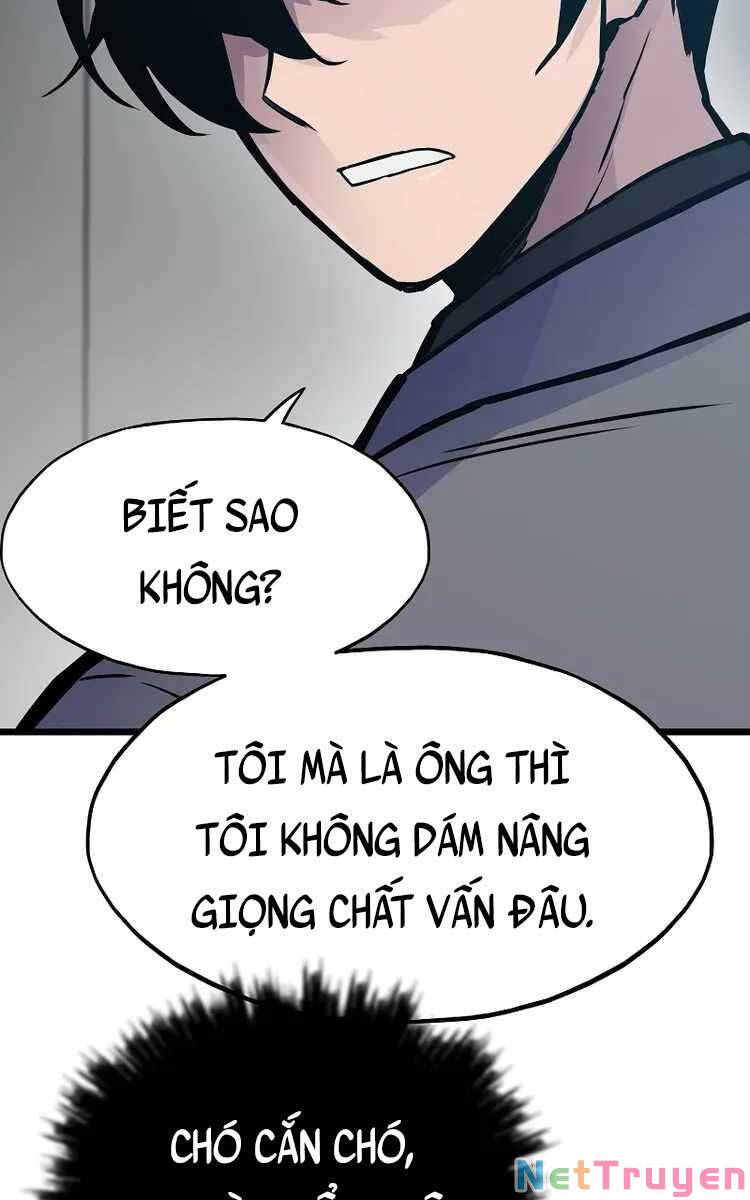 BIẾT SAO
KHÔNG?
TÔI MÀ LÀ ÔNG THÌ
TÔI KHÔNG DÁM NÂNG
GIỌNG CHẤT VẤN ĐÂU.
CHÓ CẮN CHÓ,
NetTruyen